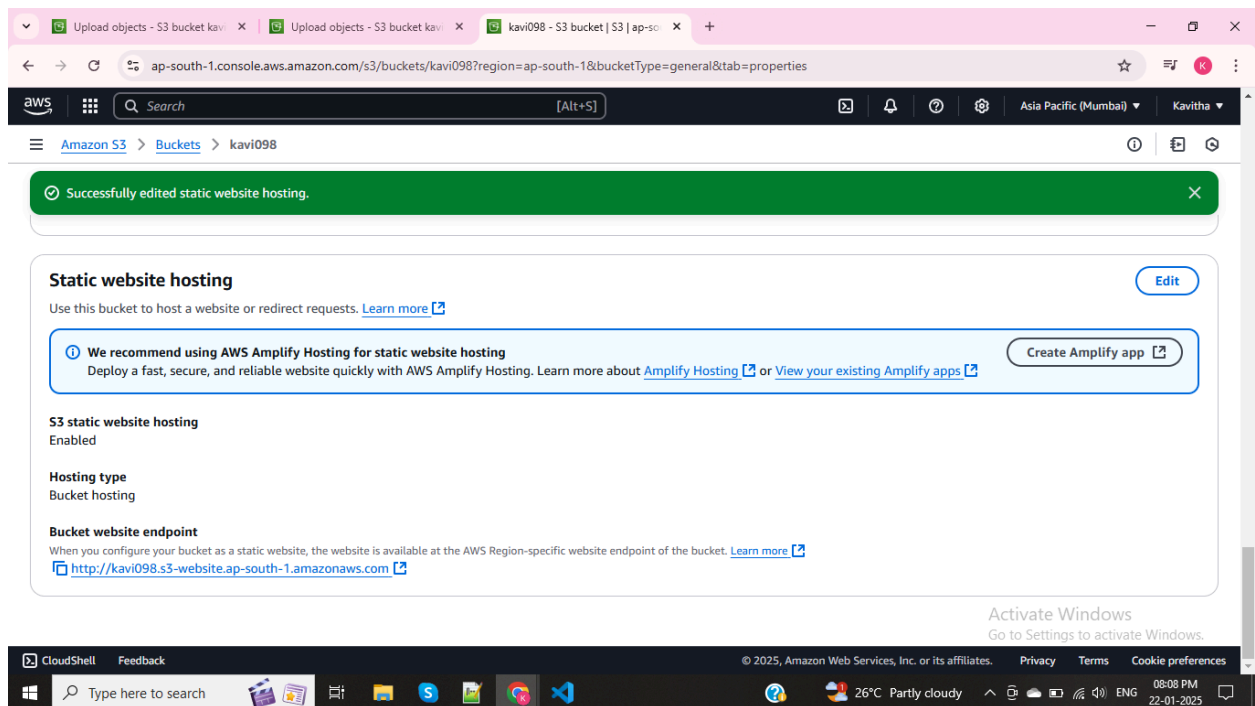 Upload objects - S3 bucket kavi
Upload objects - S3 bucket kavi
kavi098 - S3 bucket | S3 | ap-so
ap-south-1.console.aws.amazon.com/s3/buckets/kavi098?region=ap-south-1&bucketType=general&tab=properties
K
aws
Search [Alt+S]
Asia Pacific (Mumbai)
Kavitha
Amazon S3 > Buckets > kavi098
Successfully edited static website hosting.
Static website hosting
Edit
Use this bucket to host a website or redirect requests. Learn more
We recommend using AWS Amplify Hosting for static website hosting
Deploy a fast, secure, and reliable website quickly with AWS Amplify Hosting. Learn more about Amplify Hosting or View your existing Amplify apps
Create Amplify app
S3 static website hosting
Enabled
Hosting type
Bucket hosting
Bucket website endpoint
When you configure your bucket as a static website, the website is available at the AWS Region-specific website endpoint of the bucket. Learn more
http://kavi098.s3-website.ap-south-1.amazonaws.com
Activate Windows
Go to Settings to activate Windows.
CloudShell Feedback
© 2025, Amazon Web Services, Inc. or its affiliates. Privacy Terms Cookie preferences
Type here to search
26°C Partly cloudy
ENG
08:08 PM
22-01-2025